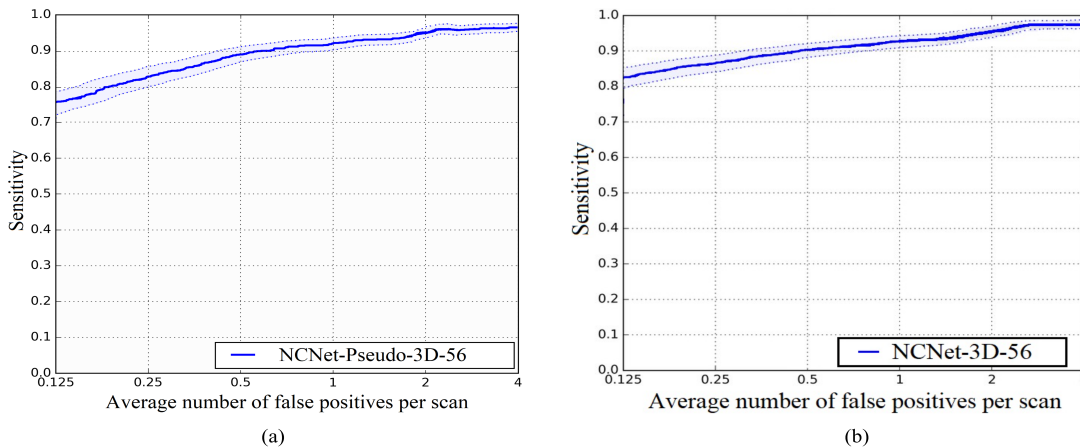 1.0
0.9
0.8
0.7
0.6
0.5
0.4
0.3
0.2
0.1
0.0
Sensitivity
NCNet-Pseudo-3D-56
0.125 0.25 0.5 1 2 4
Average number of false positives per scan
(a)
1.0
0.9
0.8
0.7
0.6
0.5
0.4
0.3
0.2
0.1
0.0
Sensitivity
NCNet-3D-56
0.125 0.25 0.5 1 2
Average number of false positives per scan
(b)